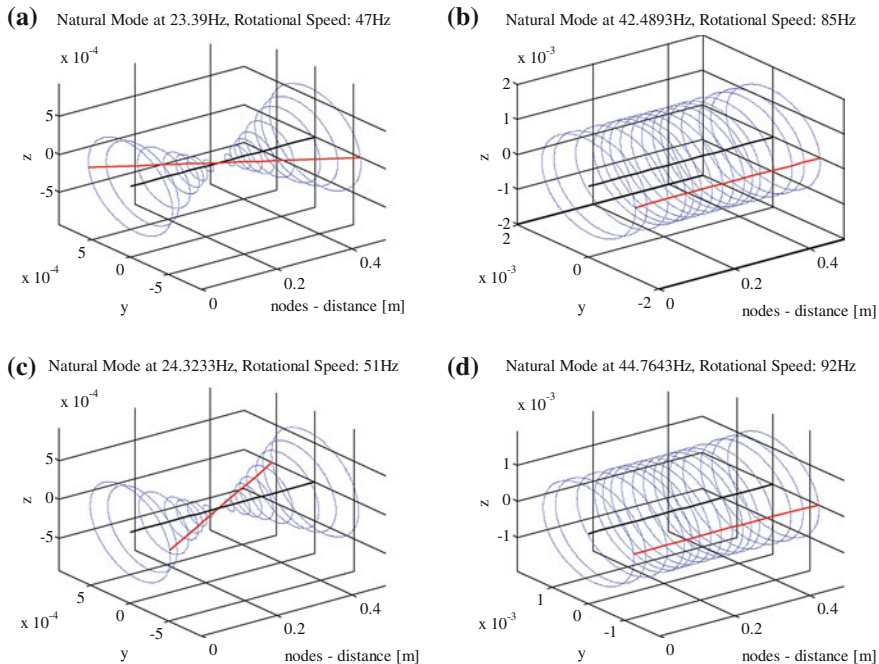 (a) Natural Mode at 23.39Hz, Rotational Speed: 47Hz
x 10⁻⁴
5
0
-5
z
5
0
-5
x 10⁻⁴
y
0
0.2
0.4
nodes - distance [m]
(b) Natural Mode at 42.4893Hz, Rotational Speed: 85Hz
x 10⁻³
2
1
0
-1
-2
z
2
0
-2
x 10⁻³
y
0
0.2
0.4
nodes - distance [m]
(c) Natural Mode at 24.3233Hz, Rotational Speed: 51Hz
x 10⁻⁴
5
0
-5
z
5
0
-5
x 10⁻⁴
y
0
0.2
0.4
nodes - distance [m]
(d) Natural Mode at 44.7643Hz, Rotational Speed: 92Hz
x 10⁻³
1
0
-1
z
1
0
-1
x 10⁻³
y
0
0.2
0.4
nodes - distance [m]